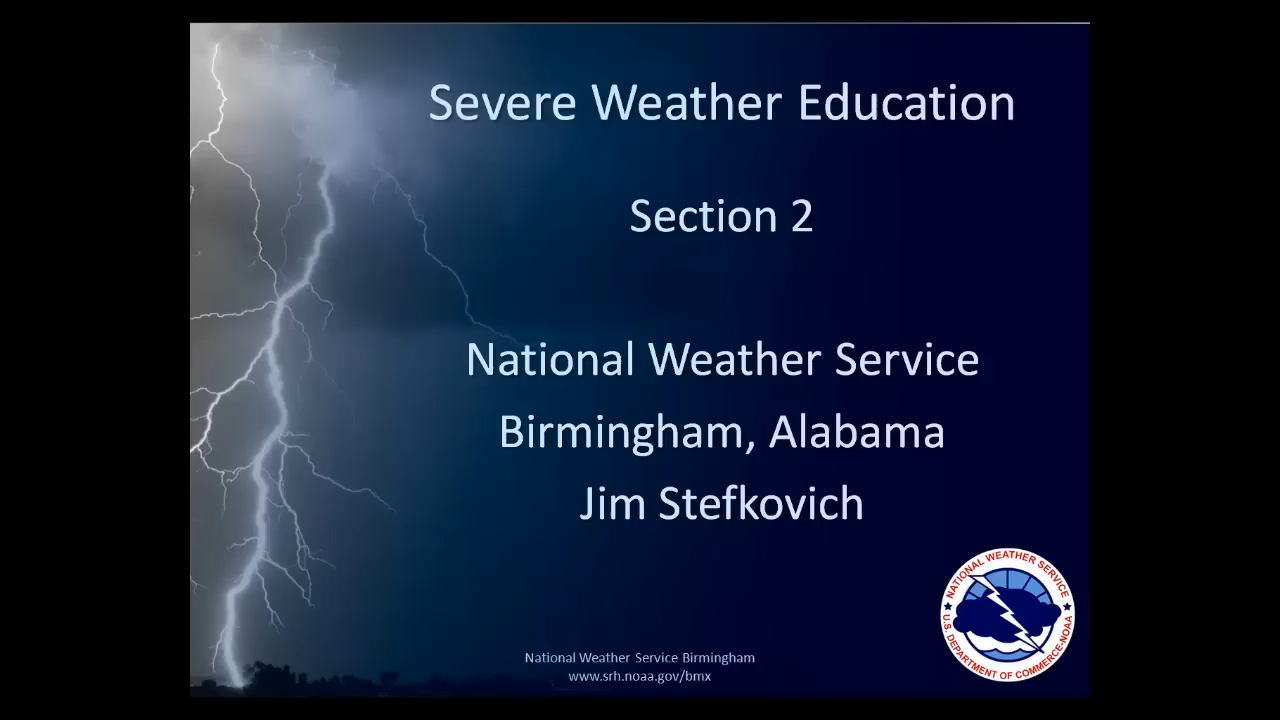 Severe Weather Education
Section 2
National Weather Service
Birmingham, Alabama
Jim Stefkovich
NATIONAL WEATHER SERVICE
U.S. DEPARTMENT OF COMMERCE-NOAA
National Weather Service Birmingham
www.srh.noaa.gov/bmx